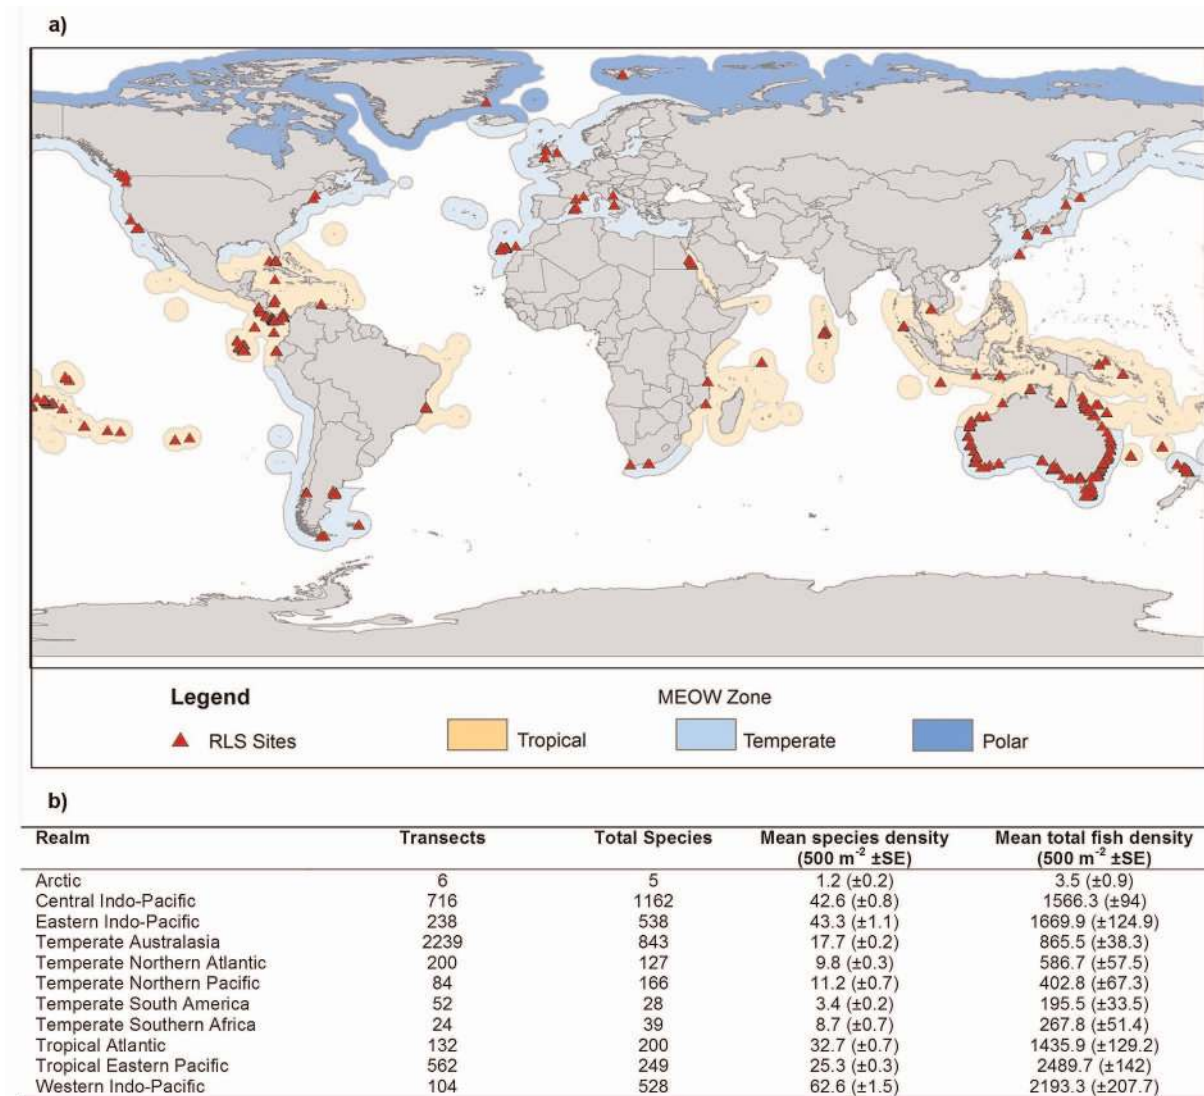 a)
Legend
MEOW Zone
RLS Sites
Tropical
Temperate
Polar
b)
Realm Transects Total Species Mean species density (500 m⁻² ±SE) Mean total fish density (500 m⁻² ±SE)
Arctic 6 5 1.2 (±0.2) 3.5 (±0.9)
Central Indo-Pacific 716 1162 42.6 (±0.8) 1566.3 (±94)
Eastern Indo-Pacific 238 538 43.3 (±1.1) 1669.9 (±124.9)
Temperate Australasia 2239 843 17.7 (±0.2) 865.5 (±38.3)
Temperate Northern Atlantic 200 127 9.8 (±0.3) 586.7 (±57.5)
Temperate Northern Pacific 84 166 11.2 (±0.7) 402.8 (±67.3)
Temperate South America 52 28 3.4 (±0.2) 195.5 (±33.5)
Temperate Southern Africa 24 39 8.7 (±0.7) 267.8 (±51.4)
Tropical Atlantic 132 200 32.7 (±0.7) 1435.9 (±129.2)
Tropical Eastern Pacific 562 249 25.3 (±0.3) 2489.7 (±142)
Western Indo-Pacific 104 528 62.6 (±1.5) 2193.3 (±207.7)